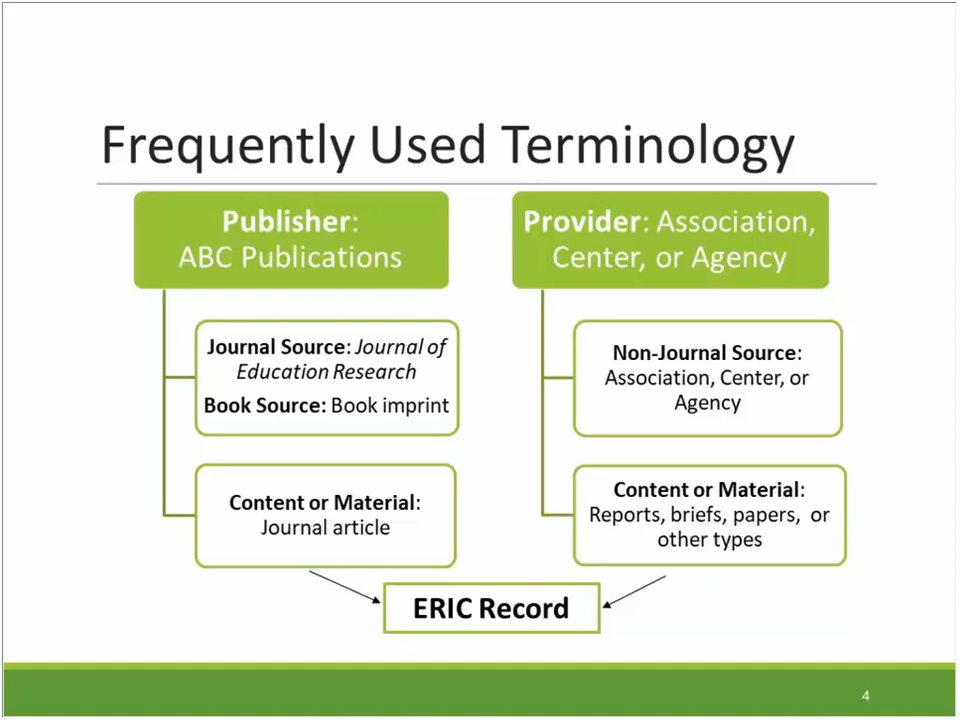 Frequently Used Terminology
Publisher:
ABC Publications
Journal Source: Journal of
Education Research
Book Source: Book imprint
Content or Material:
Journal article
Provider: Association,
Center, or Agency
Non-Journal Source:
Association, Center, or
Agency
Content or Material:
Reports, briefs, papers, or
other types
ERIC Record
4